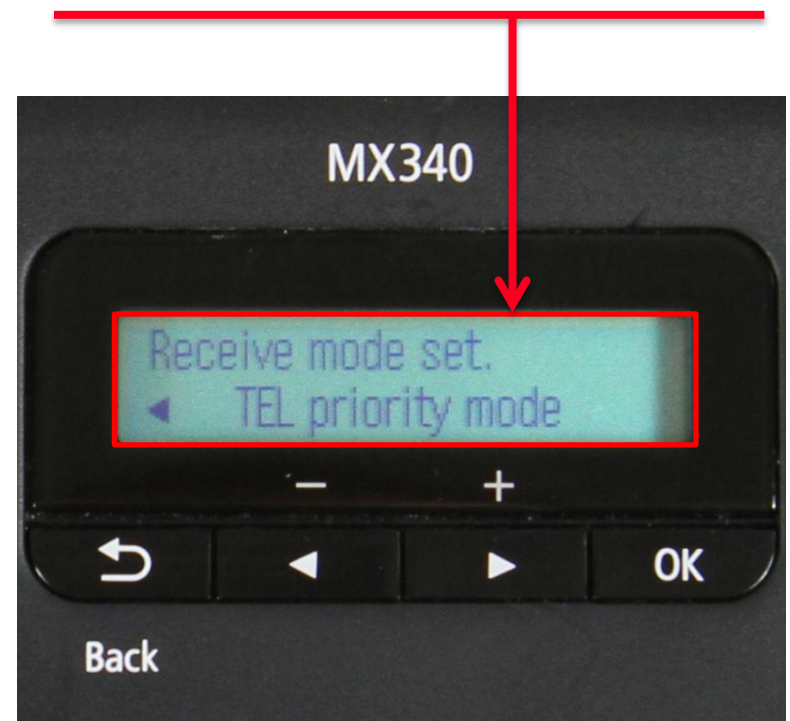 MX340
Receive mode set.
◄ TEL priority mode
− +
◄ ► OK
Back